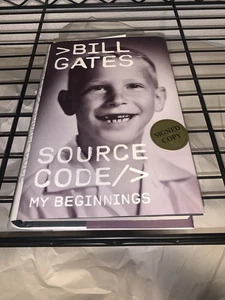 >BILL
GATES
SIGNED
COPY
SOURCE
CODE/>
MY BEGINNINGS